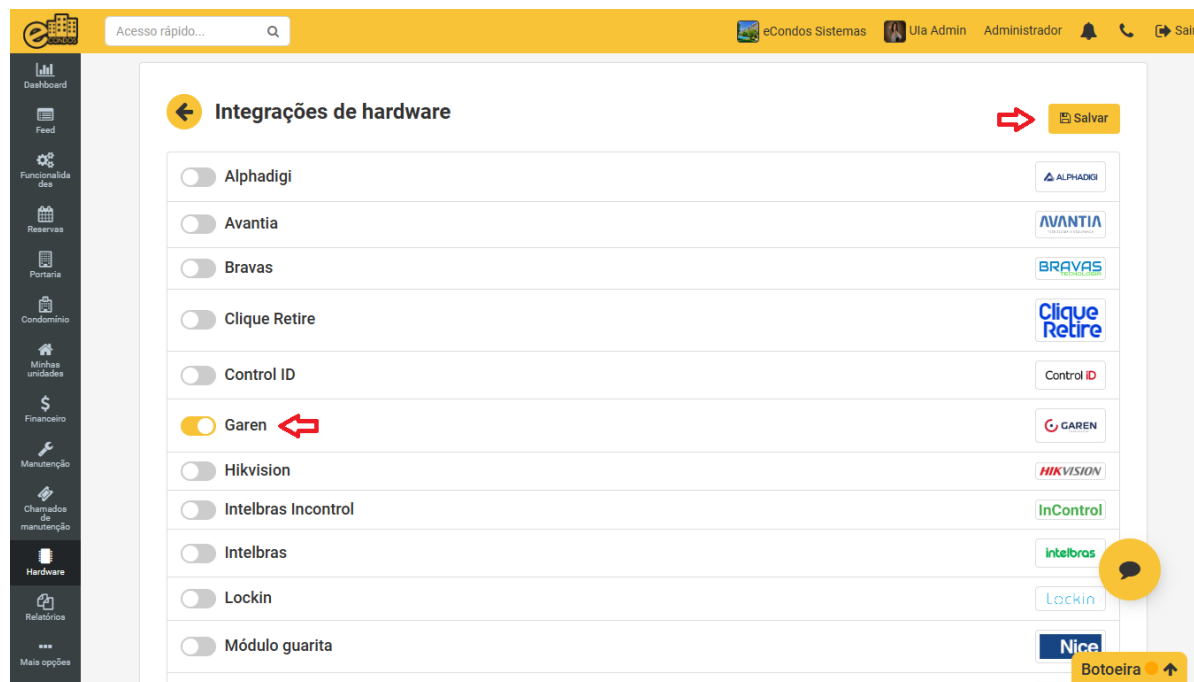 e
CONDOS
Acesso rápido...
eCondos Sistemas
Ula Admin
Administrador
Sair
Dashboard
Feed
Funcionalida
des
Reservas
Portaria
Condomínio
Minhas
unidades
Financeiro
Manutenção
Chamados
de
manutenção
Hardware
Relatórios
Mais opções
Integrações de hardware
Salvar
Alphadigi
ALPHADIGI
Avantia
AVANTIA
Bravas
BRAVAS
TECNOLOGIA
Clique Retire
Clique
Retire
Control ID
Control iD
Garen
GAREN
Hikvision
HIKVISION
Intelbras Incontrol
InControl
Intelbras
intelbras
Lockin
Lockin
Módulo guarita
Nice
Botoeira